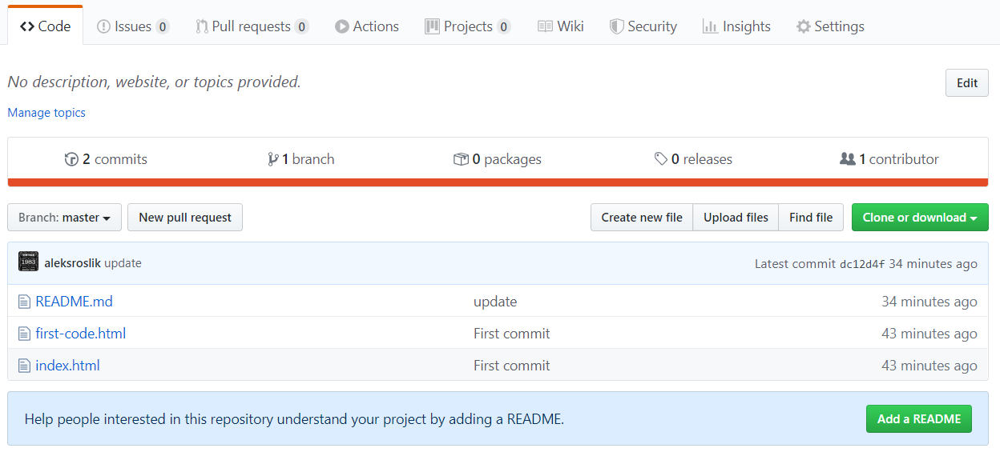 Code Issues 0 Pull requests 0 Actions Projects 0 Wiki Security Insights Settings
No description, website, or topics provided. Edit
Manage topics
2 commits 1 branch 0 packages 0 releases 1 contributor
Branch: master New pull request Create new file Upload files Find file Clone or download
VINTAGE
1983
aleksroslik update Latest commit dc12d4f 34 minutes ago
README.md update 34 minutes ago
first-code.html First commit 43 minutes ago
index.html First commit 43 minutes ago
Help people interested in this repository understand your project by adding a README. Add a README